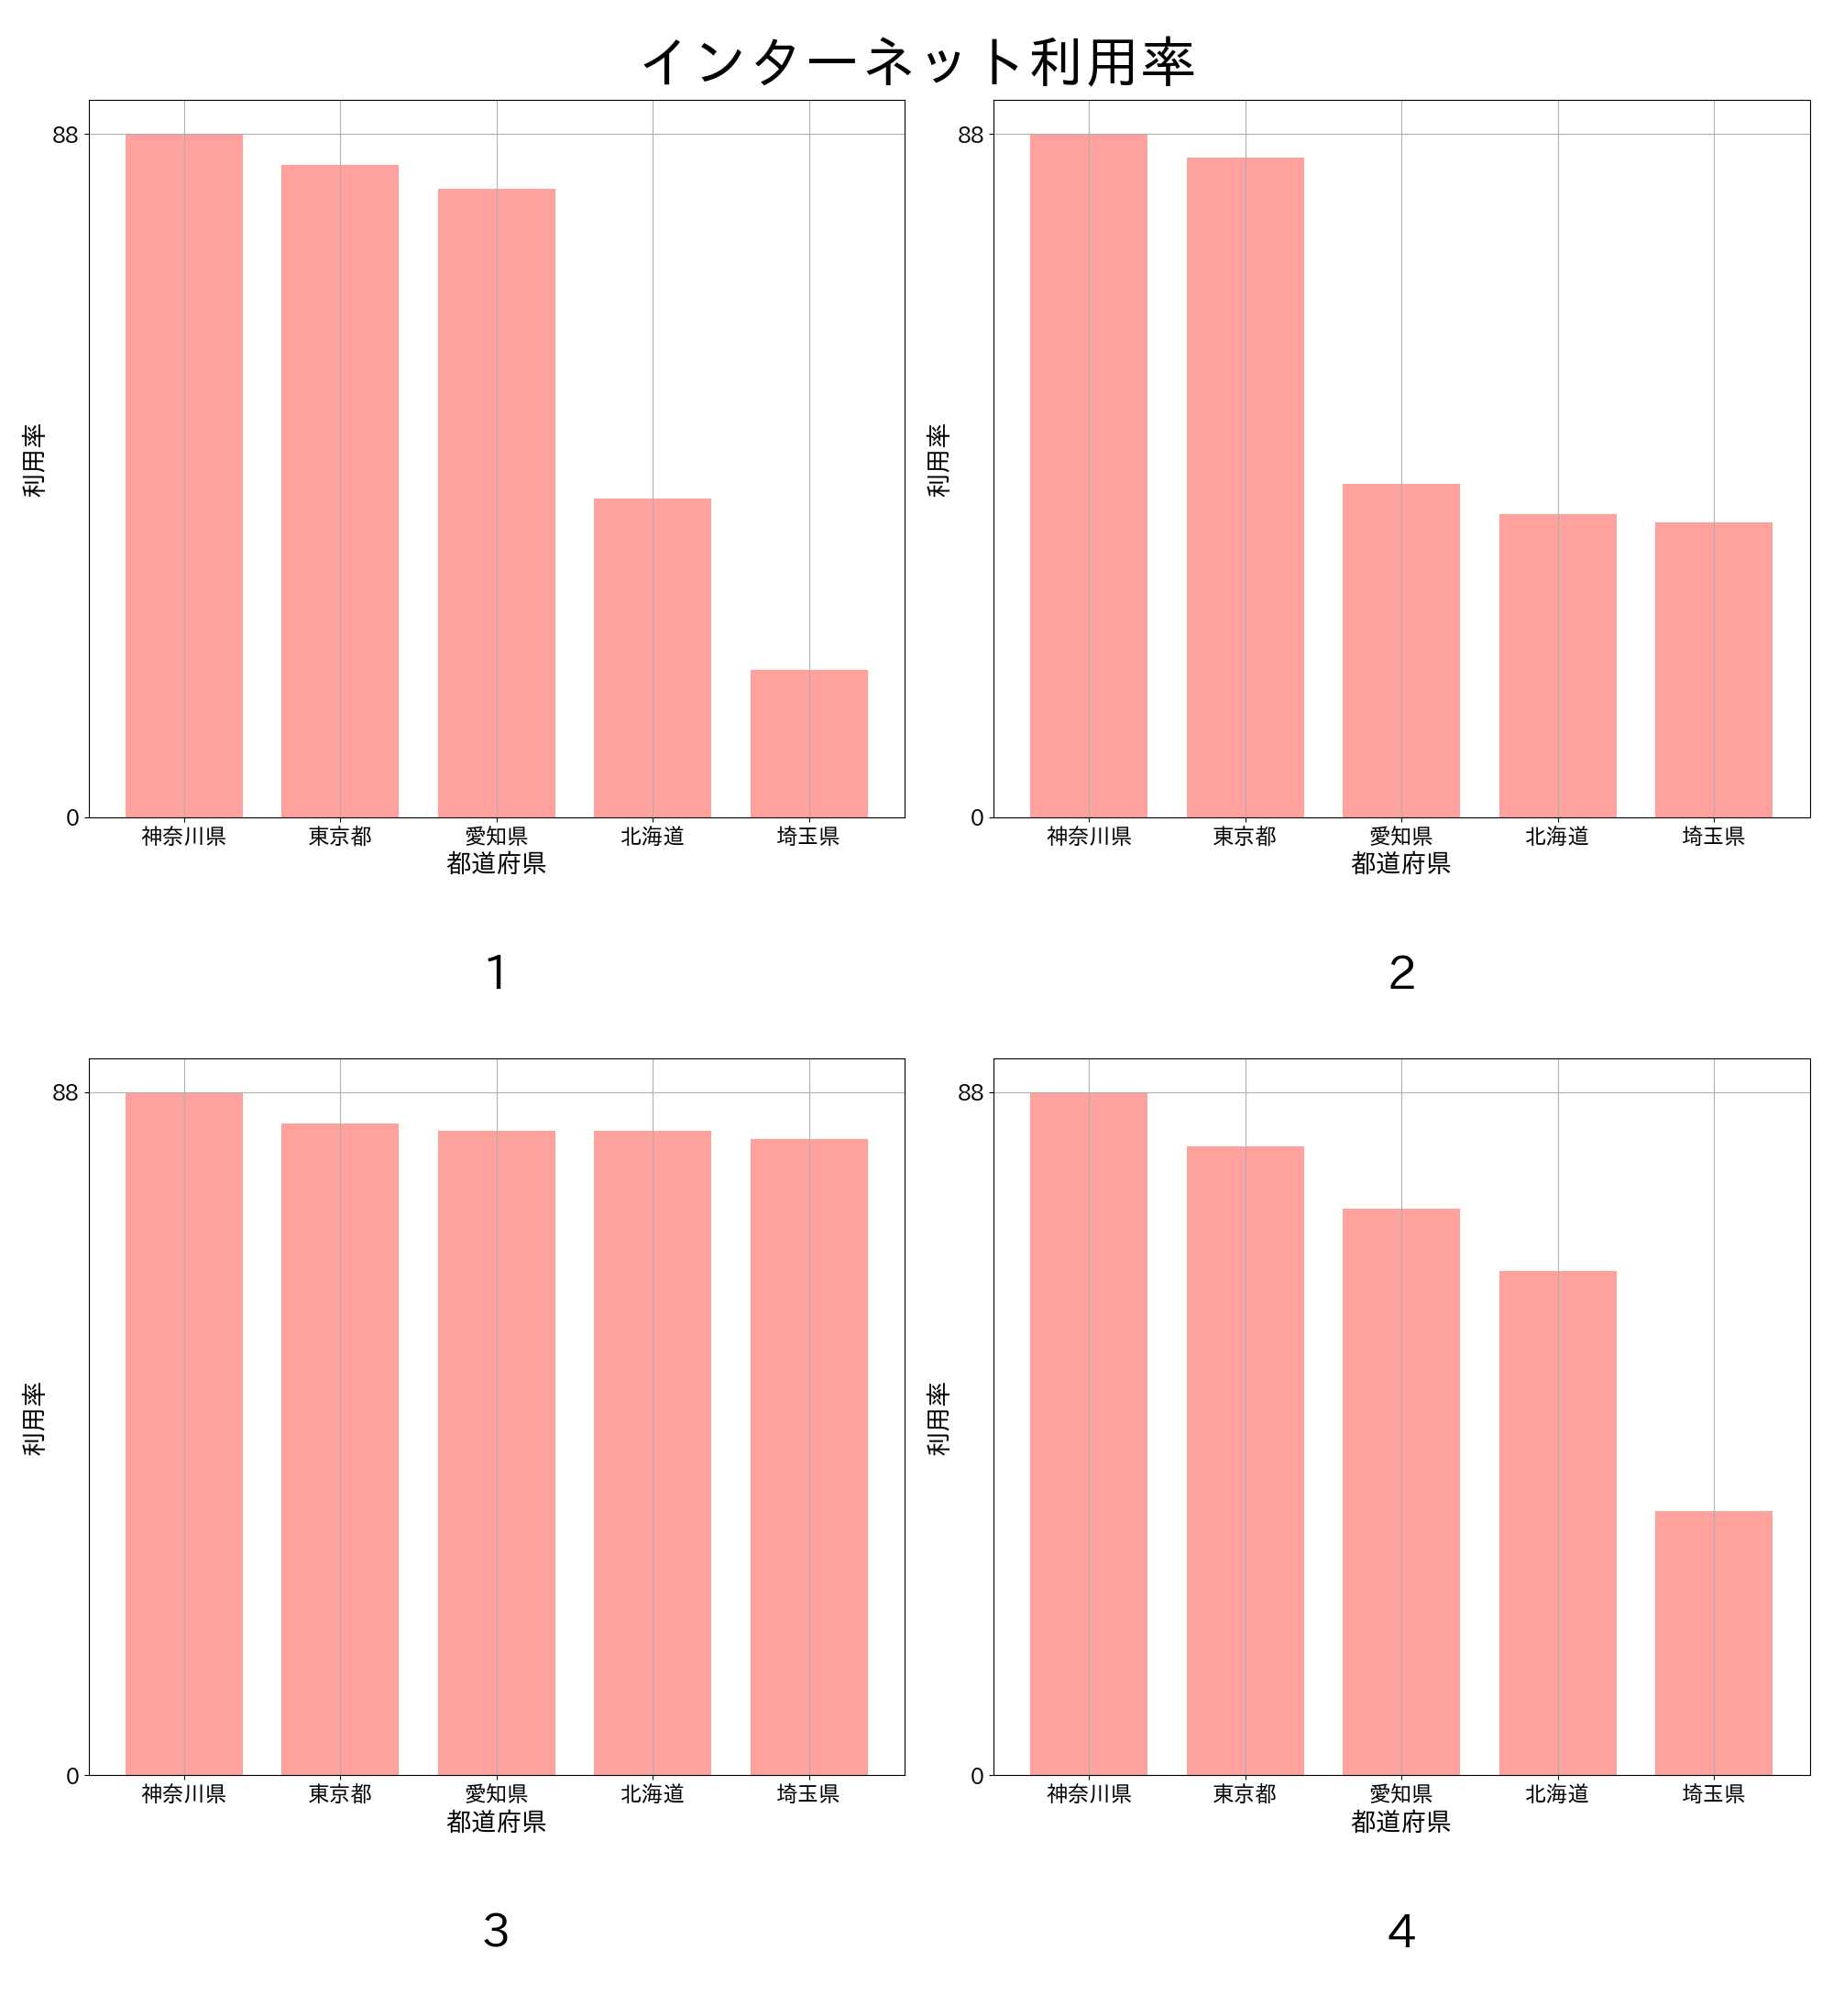 インターネット利用率
88
利用率
0
神奈川県 東京都 愛知県 北海道 埼玉県
都道府県
1
88
利用率
0
神奈川県 東京都 愛知県 北海道 埼玉県
都道府県
2
88
利用率
0
神奈川県 東京都 愛知県 北海道 埼玉県
都道府県
3
88
利用率
0
神奈川県 東京都 愛知県 北海道 埼玉県
都道府県
4